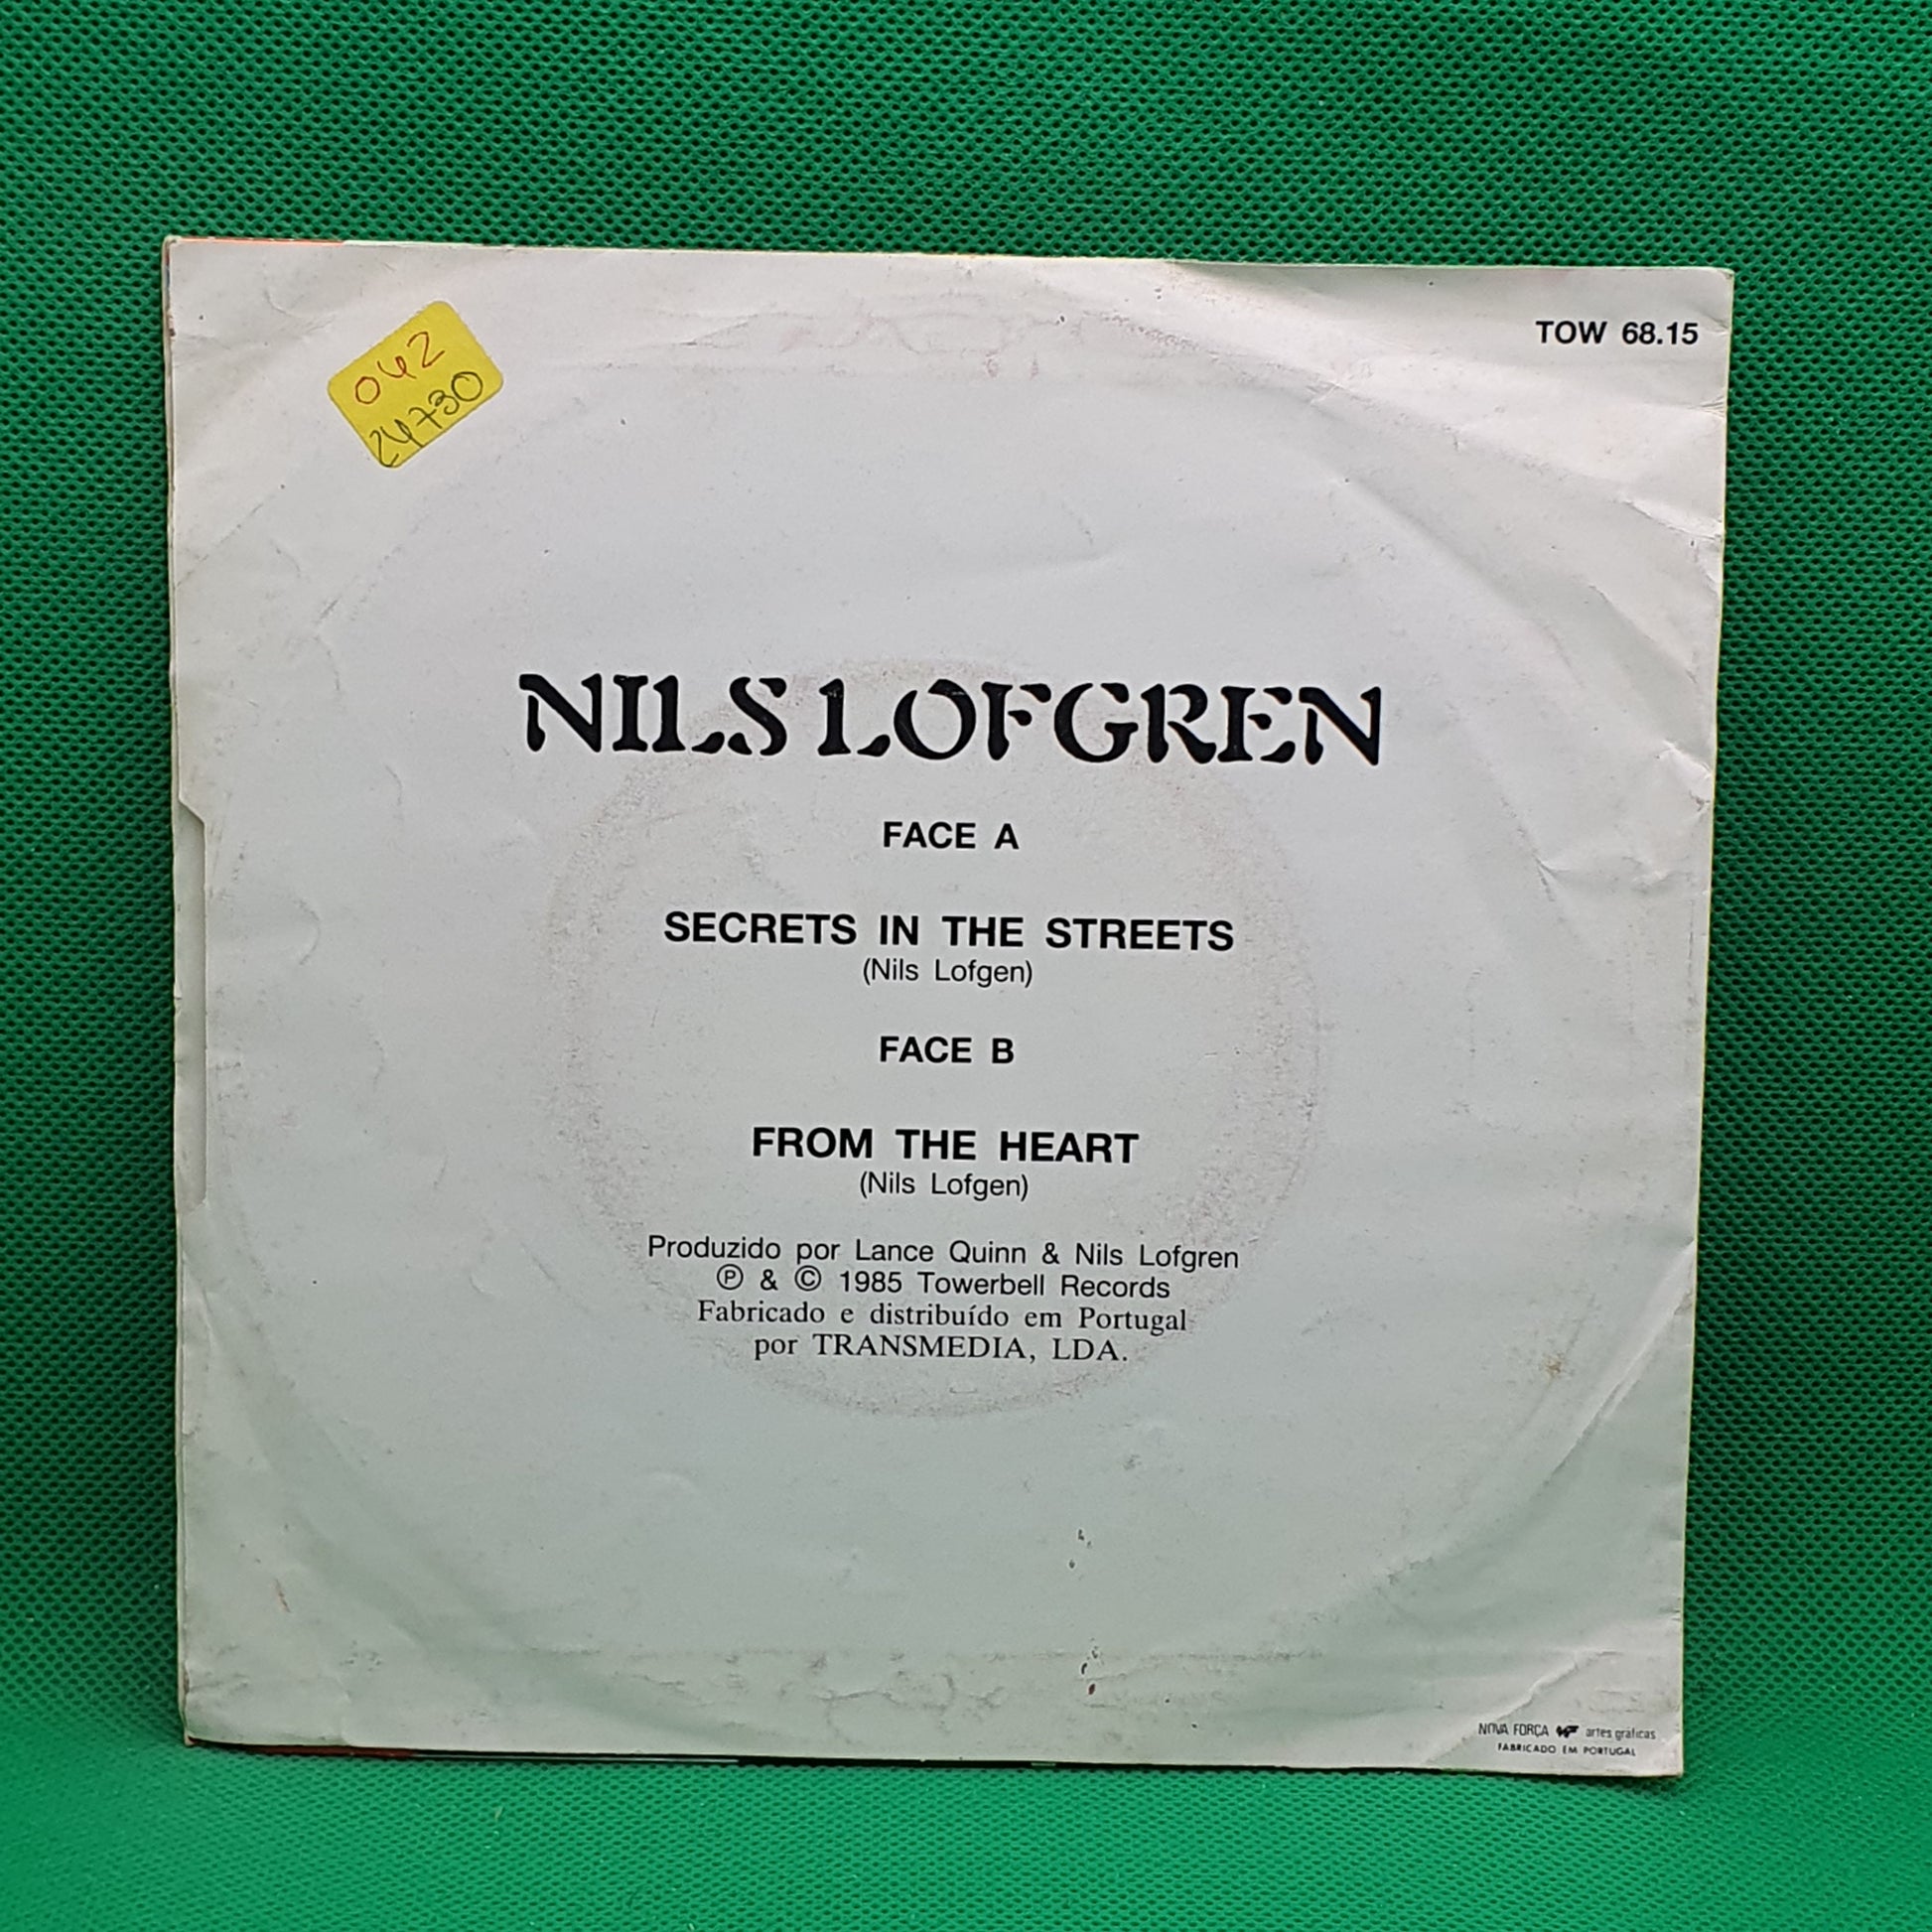 042
24730
TOW 68.15
NILS LOFGREN
FACE A
SECRETS IN THE STREETS
(Nils Lofgen)
FACE B
FROM THE HEART
(Nils Lofgen)
Produzido por Lance Quinn & Nils Lofgren
Ⓟ & © 1985 Towerbell Records
Fabricado e distribuído em Portugal
por TRANSMEDIA, LDA.
NOVA FORÇA artes gráficas
FABRICADO EM PORTUGAL